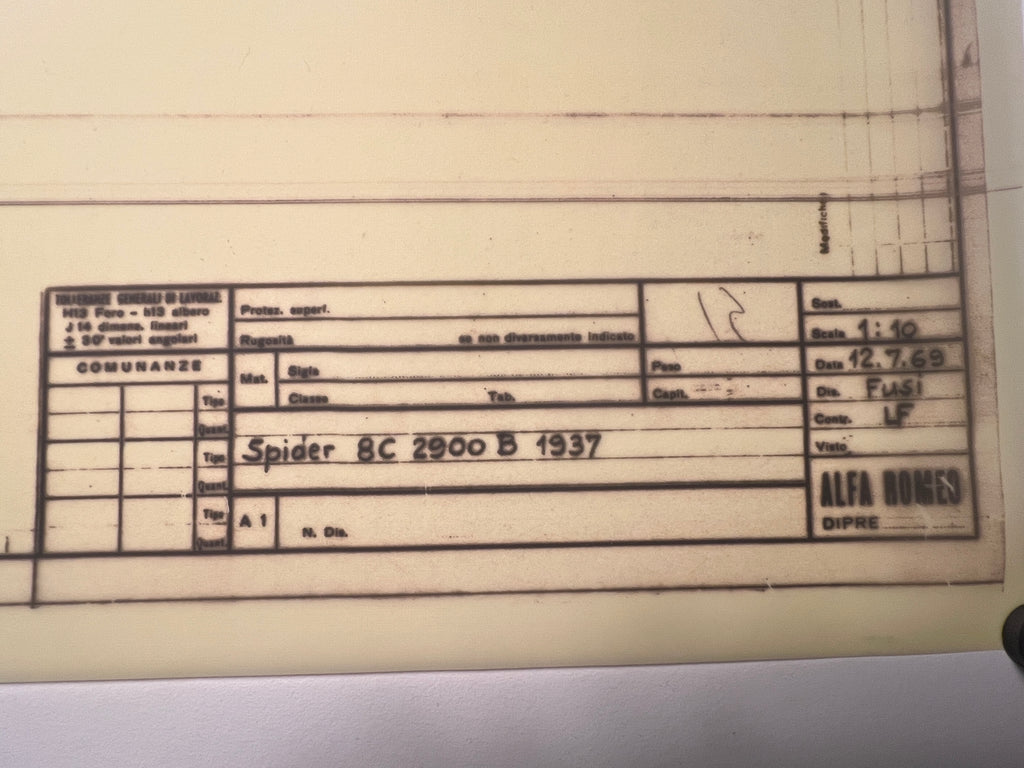 Modifiche
TOLLERANZE GENERALI DI LAVORAZ.
H13 Foro - h13 albero
J 14 dimens. lineari
± 30' valori angolari
COMUNANZE
Tipo
Quant.
Tipo
Quant.
Tipo
Quant.
Protez. superf.
Rugosità se non diversamente indicato
Mat. Sigla
Classe Tab.
Peso
Capit.
Spider 8C 2900 B 1937
A 1 N. Dis.
Sost.
Scala 1:10
Data 12.7.69
Dis. Fusi
Contr. LF
Visto
ALFA ROMEO
DIPRE